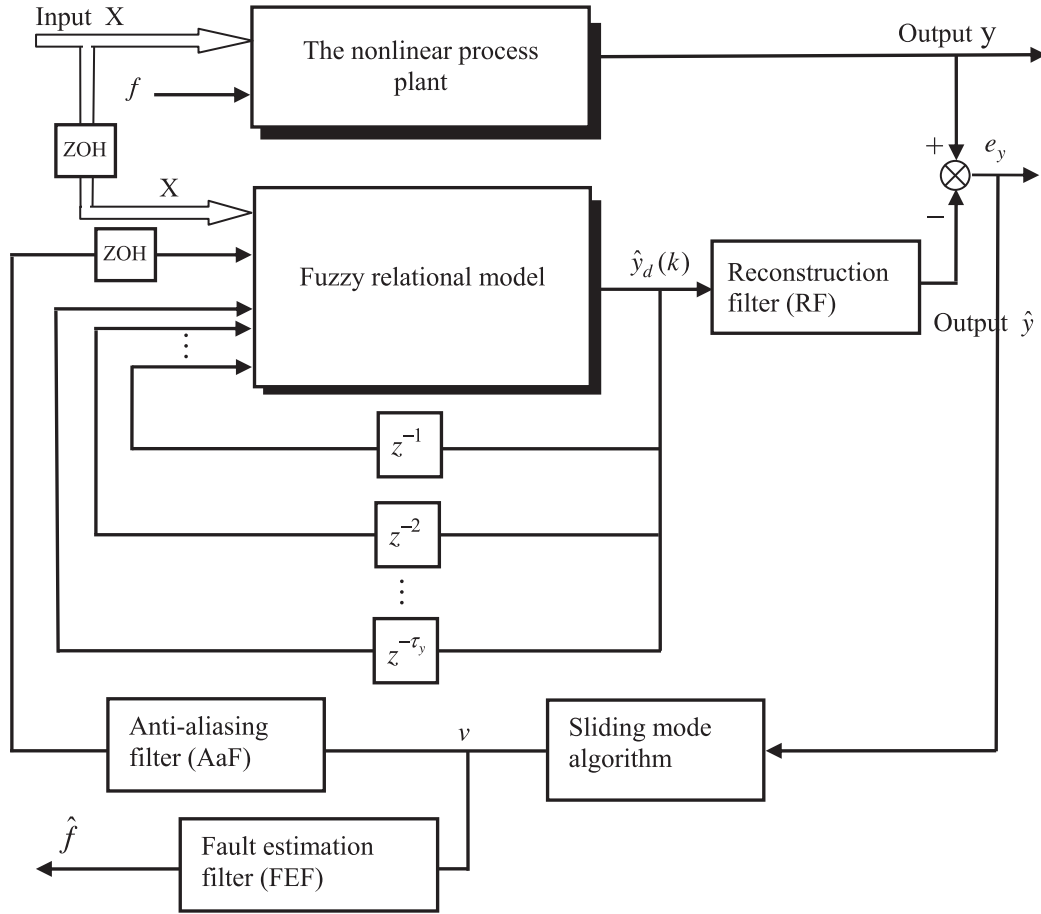 Input X
The nonlinear process
plant
Output y
f
ZOH
+
e_y
X
−
ZOH
Fuzzy relational model
ŷ_d(k)
Reconstruction
filter (RF)
Output ŷ
⋮
z^{−1}
z^{−2}
⋮
z^{−τ_y}
Anti-aliasing
filter (AaF)
v
Sliding mode
algorithm
f̂
Fault estimation
filter (FEF)